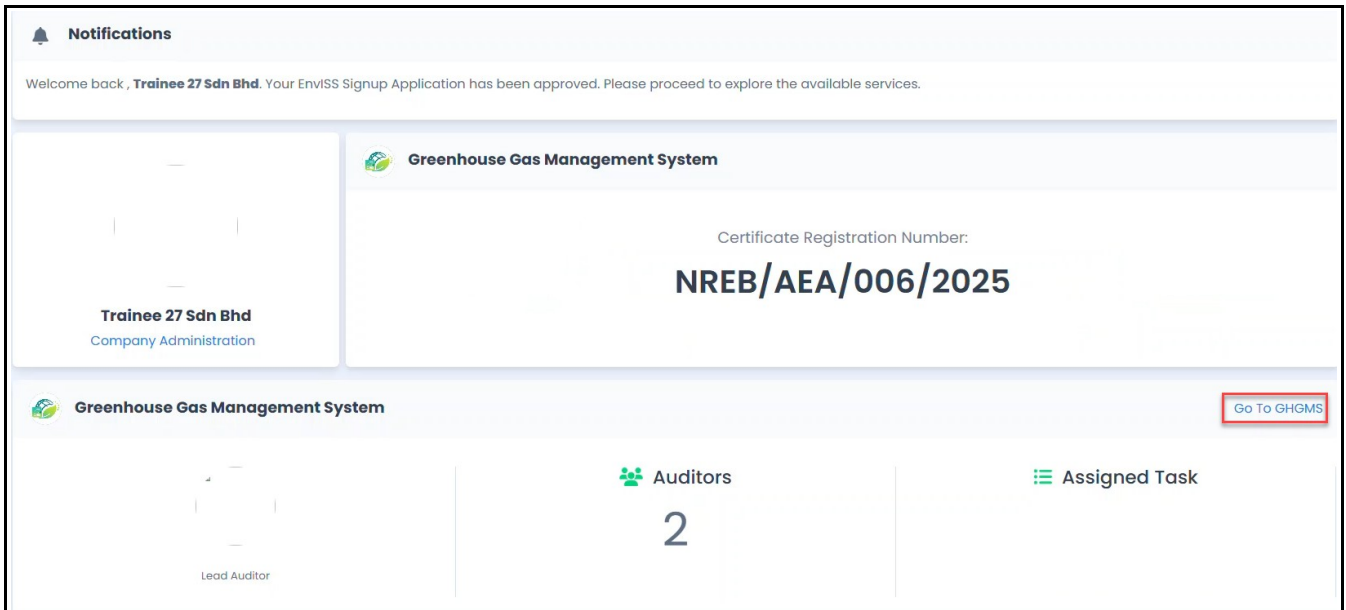 Notifications
Welcome back , Trainee 27 Sdn Bhd. Your EnvISS Signup Application has been approved. Please proceed to explore the available services.
Greenhouse Gas Management System
Certificate Registration Number:
NREB/AEA/006/2025
Trainee 27 Sdn Bhd
Company Administration
Greenhouse Gas Management System
Go To GHGMS
Lead Auditor
Auditors
2
Assigned Task